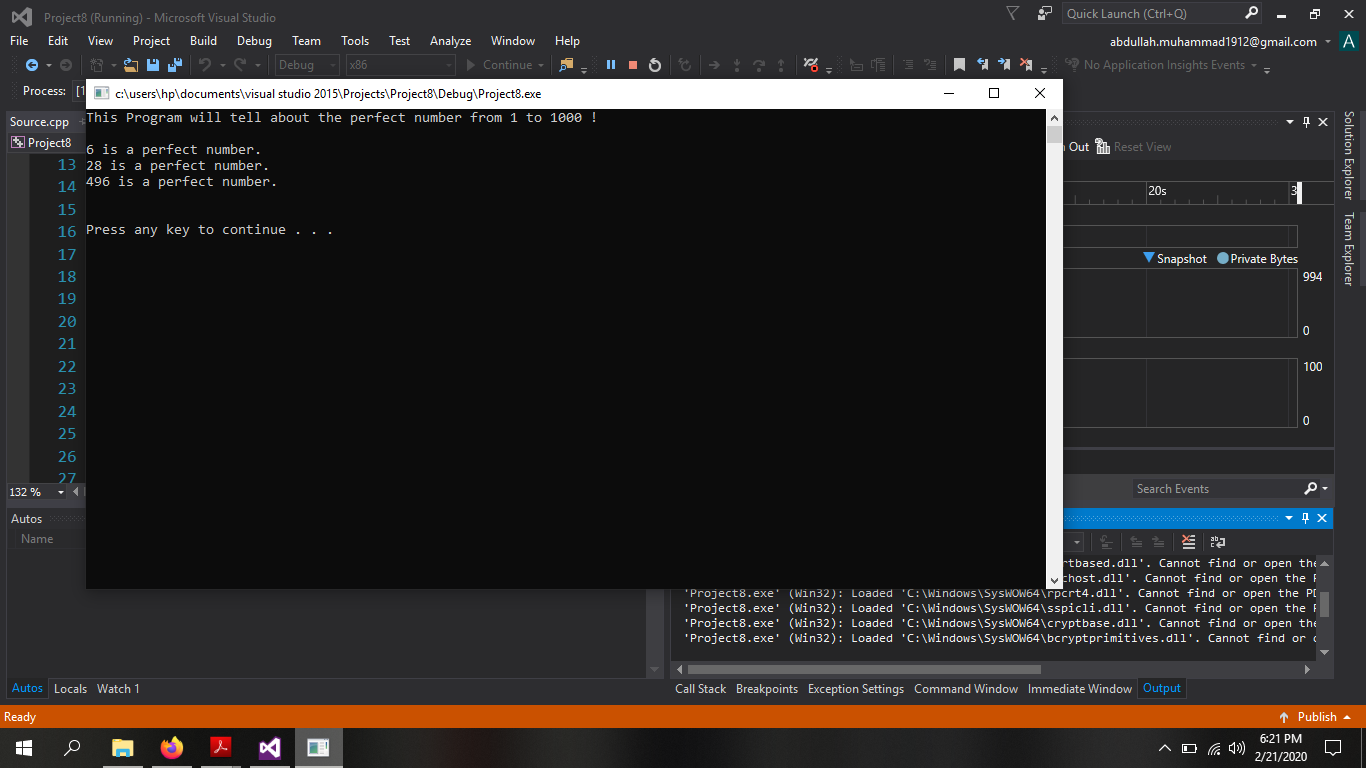 Project8 (Running) - Microsoft Visual Studio
Quick Launch (Ctrl+Q)
File Edit View Project Build Debug Team Tools Test Analyze Window Help
abdullah.muhammad1912@gmail.com A
Debug x86 Continue No Application Insights Events
Process:
c:\users\hp\documents\visual studio 2015\Projects\Project8\Debug\Project8.exe
Source.cpp
Project8
This Program will tell about the perfect number from 1 to 1000 !
6 is a perfect number.
28 is a perfect number.
496 is a perfect number.
Press any key to continue . . .
13
14
15
16
17
18
19
20
21
22
23
24
25
26
27
132 %
Out Reset View
20s
Snapshot Private Bytes
994
0
100
0
Search Events
Solution Explorer
Team Explorer
Autos
Name
rtbased.dll'. Cannot find or open the
chost.dll'. Cannot find or open the P
'Project8.exe' (Win32): Loaded 'C:\Windows\SysWOW64\rpcrt4.dll'. Cannot find or open the PD
'Project8.exe' (Win32): Loaded 'C:\Windows\SysWOW64\sspicli.dll'. Cannot find or open the P
'Project8.exe' (Win32): Loaded 'C:\Windows\SysWOW64\cryptbase.dll'. Cannot find or open the
'Project8.exe' (Win32): Loaded 'C:\Windows\SysWOW64\bcryptprimitives.dll'. Cannot find or o
Autos Locals Watch 1
Call Stack Breakpoints Exception Settings Command Window Immediate Window Output
Ready
Publish
6:21 PM
2/21/2020